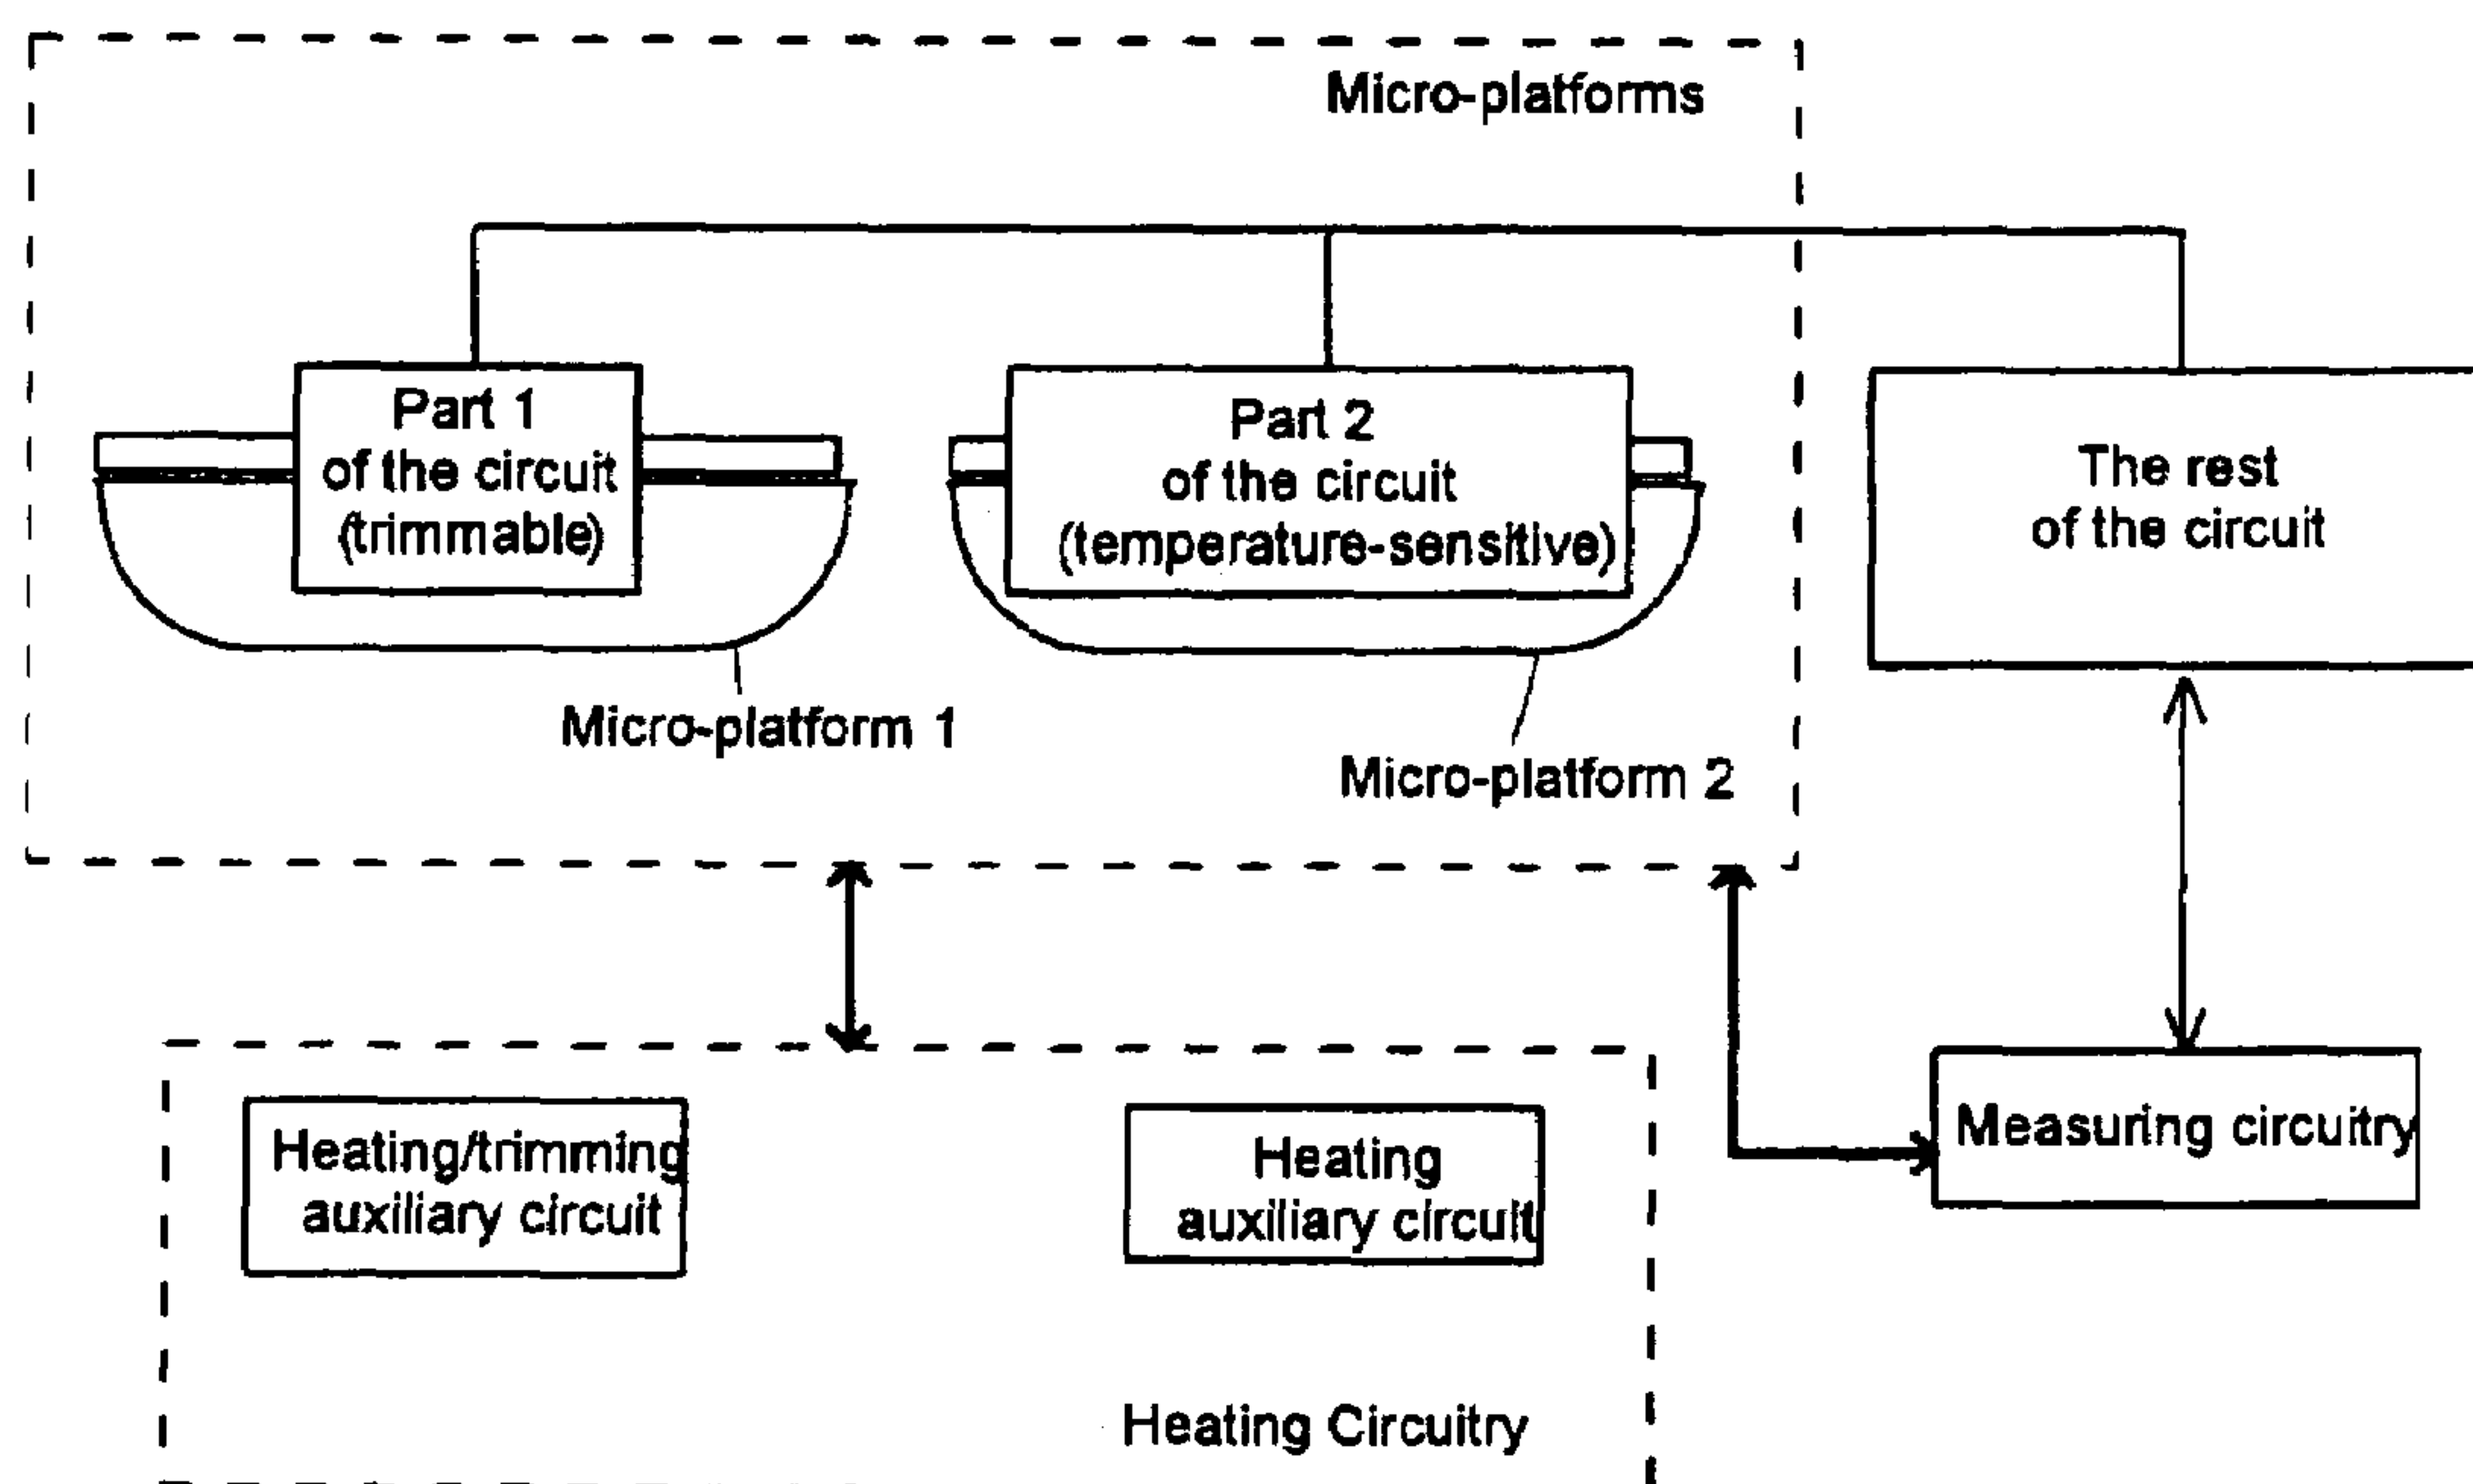 Micro-platforms
Part 1
of the circuit
(trimmable)
Part 2
of the circuit
(temperature-sensitive)
The rest
of the circuit
Micro-platform 1
Micro-platform 2
Heating/trimming
auxiliary circuit
Heating
auxiliary circuit
Measuring circuitry
Heating Circuitry